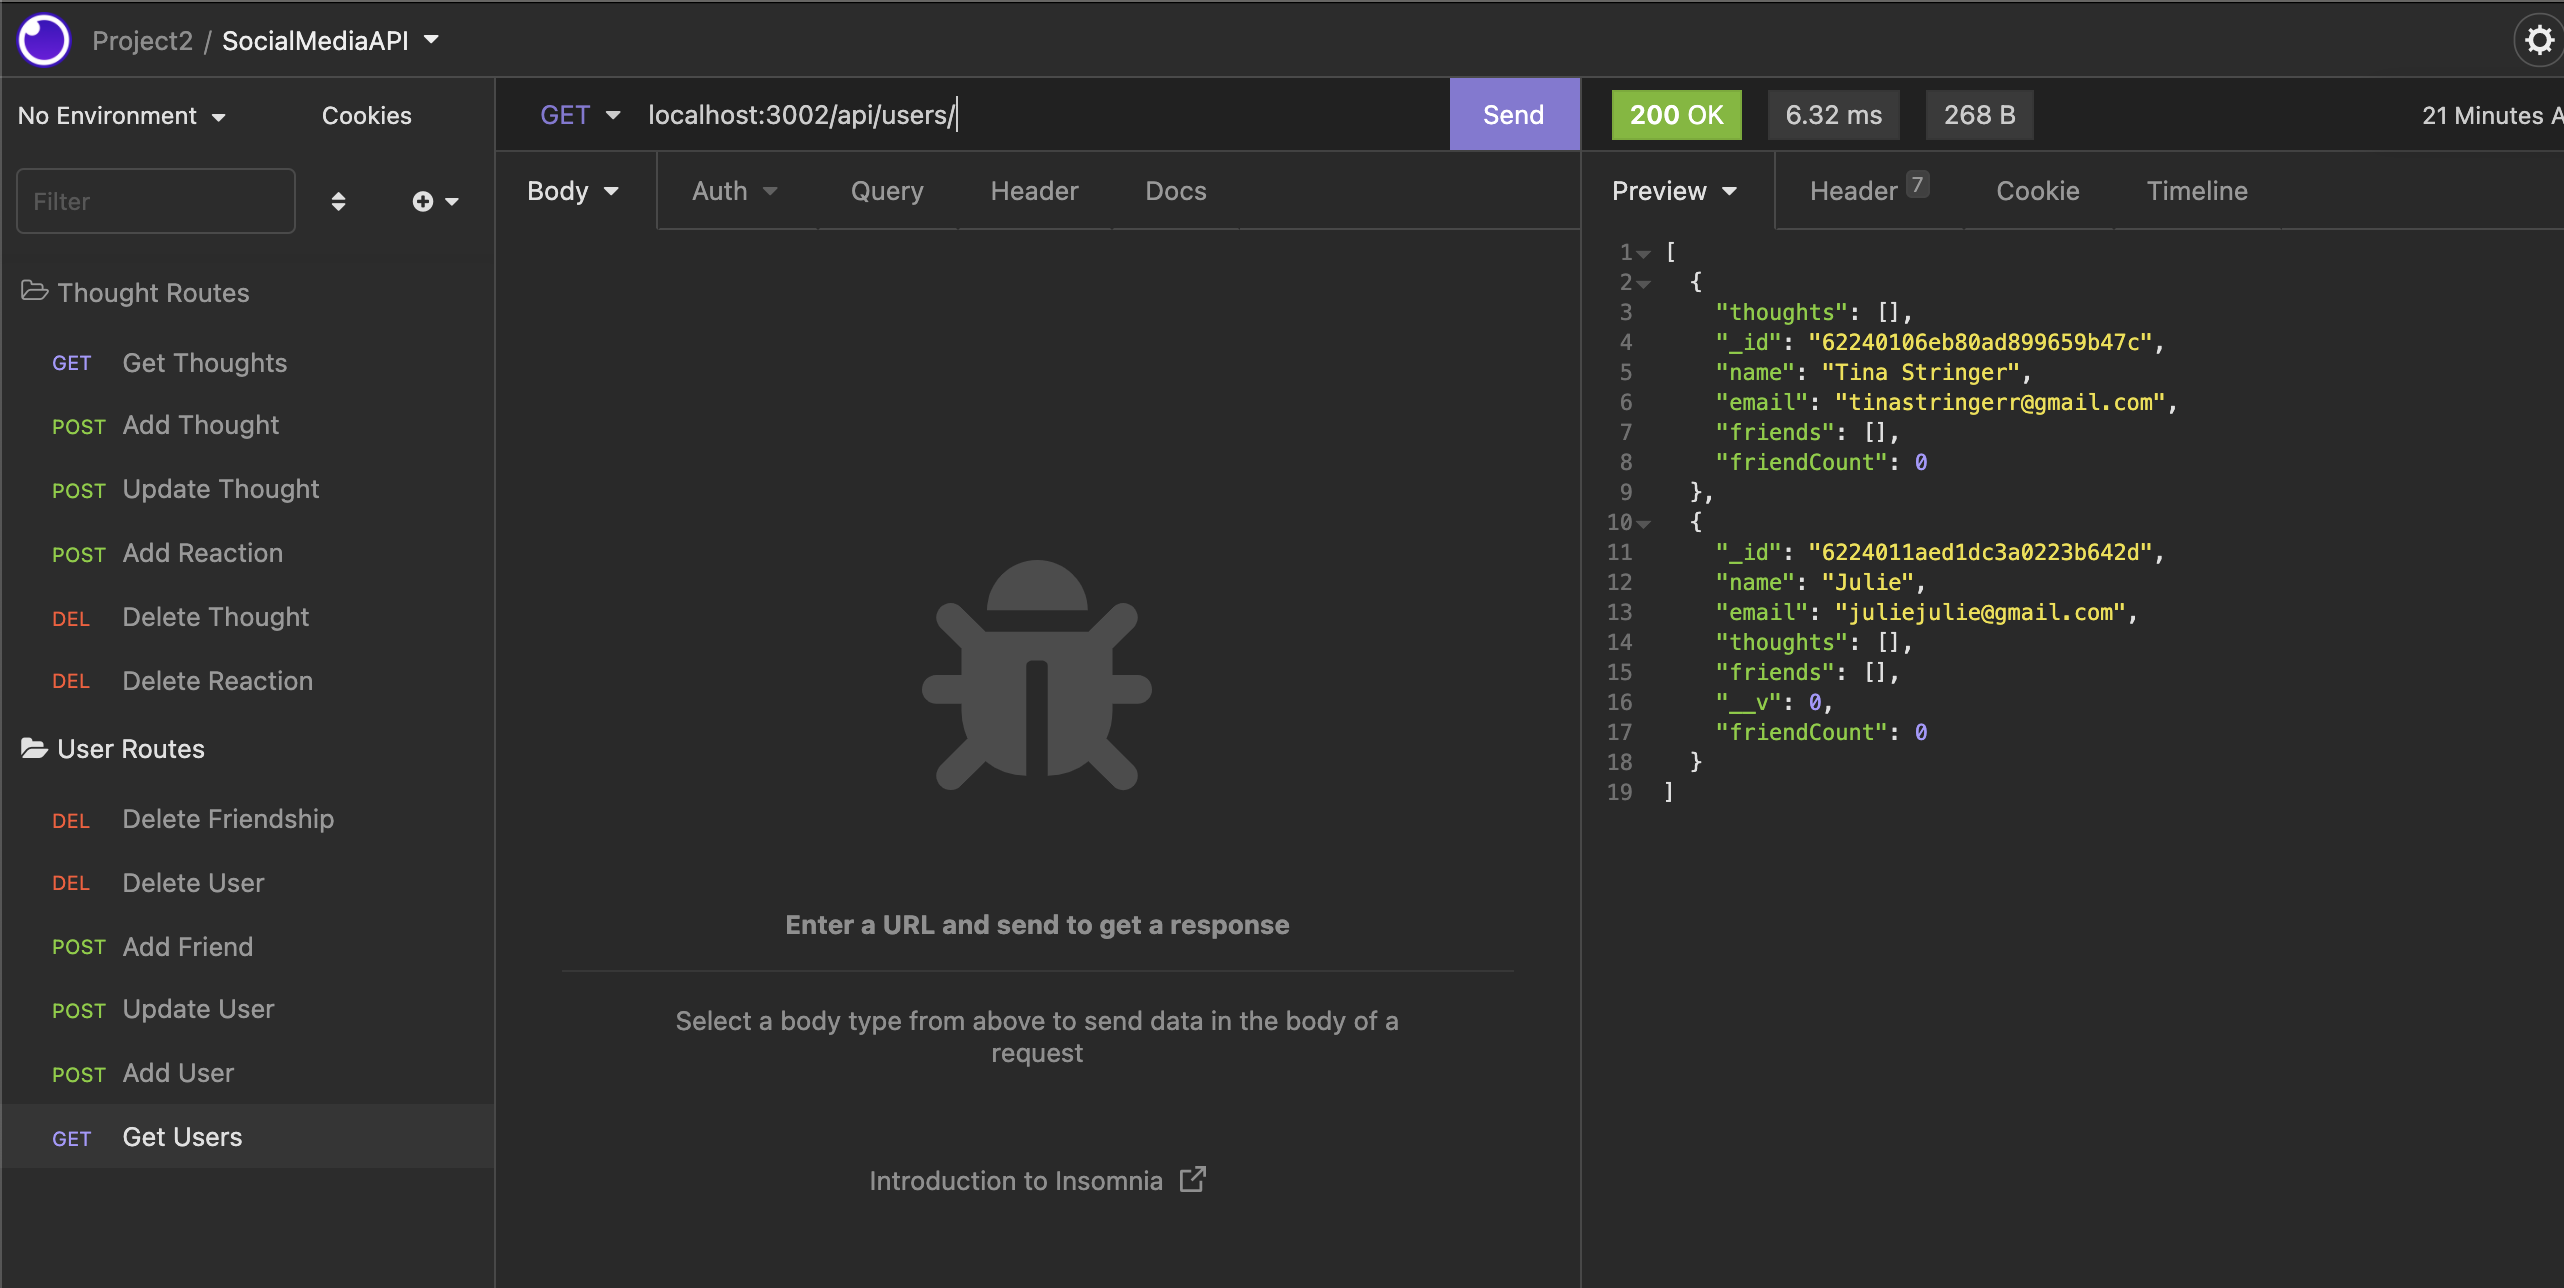 Project2 / SocialMediaAPI
No Environment
Cookies
Filter
Thought Routes
GET Get Thoughts
POST Add Thought
POST Update Thought
POST Add Reaction
DEL Delete Thought
DEL Delete Reaction
User Routes
DEL Delete Friendship
DEL Delete User
POST Add Friend
POST Update User
POST Add User
GET Get Users
GET localhost:3002/api/users/
Send
Body Auth Query Header Docs
Enter a URL and send to get a response
Select a body type from above to send data in the body of a
request
Introduction to Insomnia
200 OK 6.32 ms 268 B 21 Minutes A
Preview Header 7 Cookie Timeline
1 [
2 {
3 "thoughts": [],
4 "_id": "62240106eb80ad899659b47c",
5 "name": "Tina Stringer",
6 "email": "tinastringerr@gmail.com",
7 "friends": [],
8 "friendCount": 0
9 },
10 {
11 "_id": "6224011aed1dc3a0223b642d",
12 "name": "Julie",
13 "email": "juliejulie@gmail.com",
14 "thoughts": [],
15 "friends": [],
16 "__v": 0,
17 "friendCount": 0
18 }
19 ]